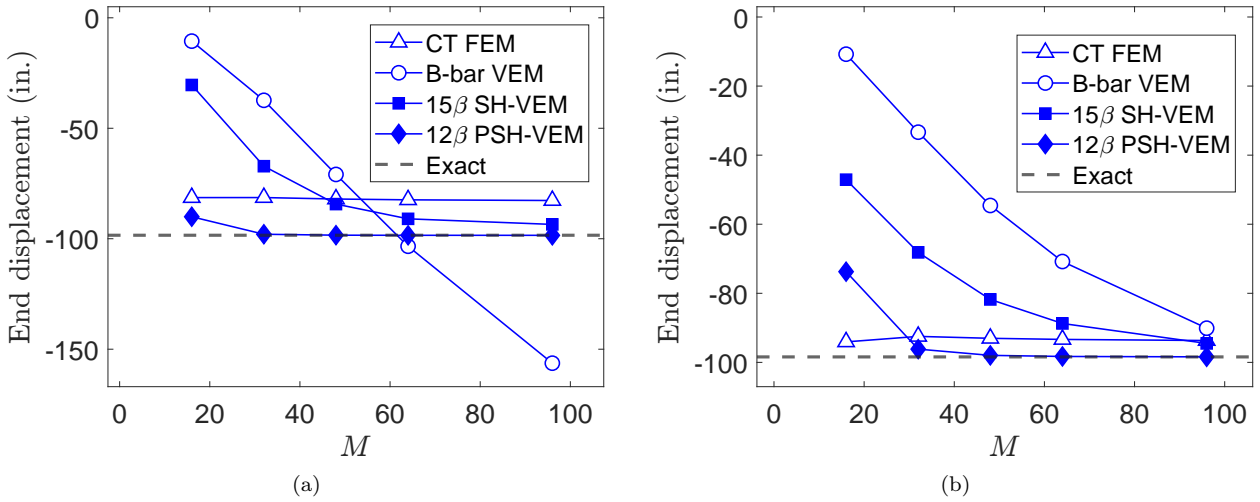 0
-50
-100
-150
End displacement (in.)
CT FEM
B-bar VEM
15β SH-VEM
12β PSH-VEM
Exact
0 20 40 60 80 100
M
(a)
0
-20
-40
-60
-80
-100
End displacement (in.)
CT FEM
B-bar VEM
15β SH-VEM
12β PSH-VEM
Exact
0 20 40 60 80 100
M
(b)